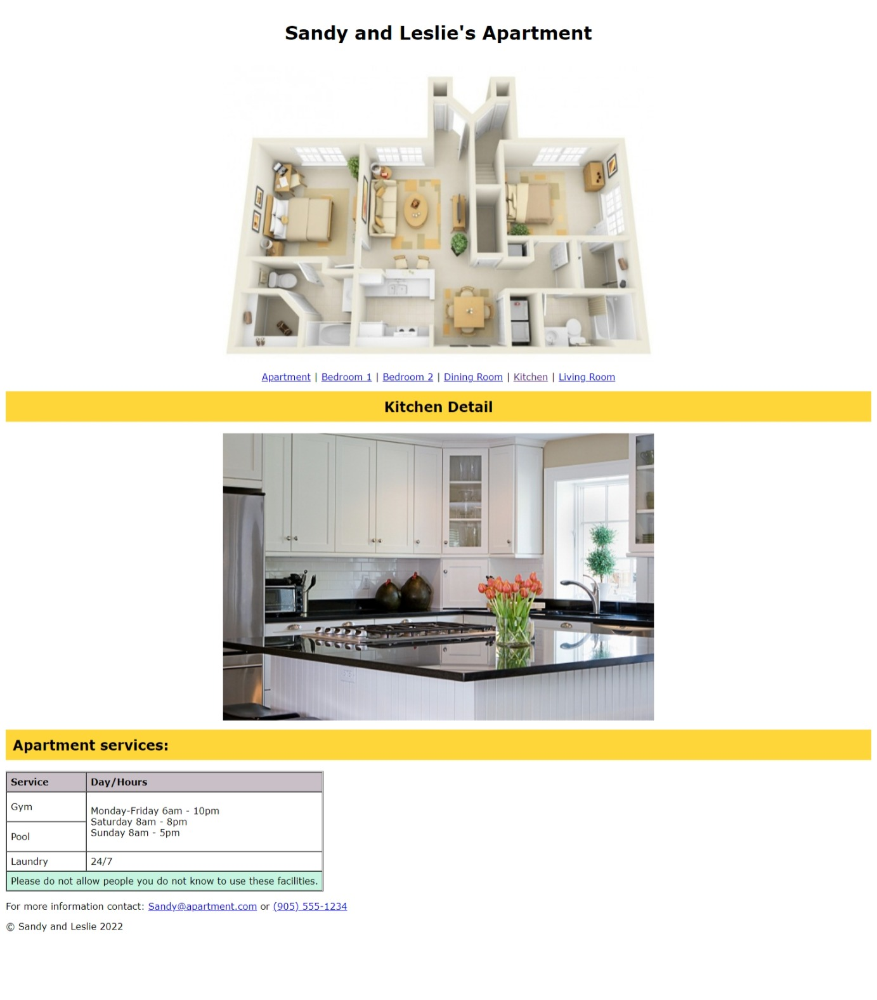 Sandy and Leslie's Apartment
Apartment | Bedroom 1 | Bedroom 2 | Dining Room | Kitchen | Living Room
Kitchen Detail
Apartment services:
Service Day/Hours
Gym
Monday-Friday 6am - 10pm
Saturday 8am - 8pm
Sunday 8am - 5pm
Pool
Laundry 24/7
Please do not allow people you do not know to use these facilities.
For more information contact: Sandy@apartment.com or (905) 555-1234
© Sandy and Leslie 2022